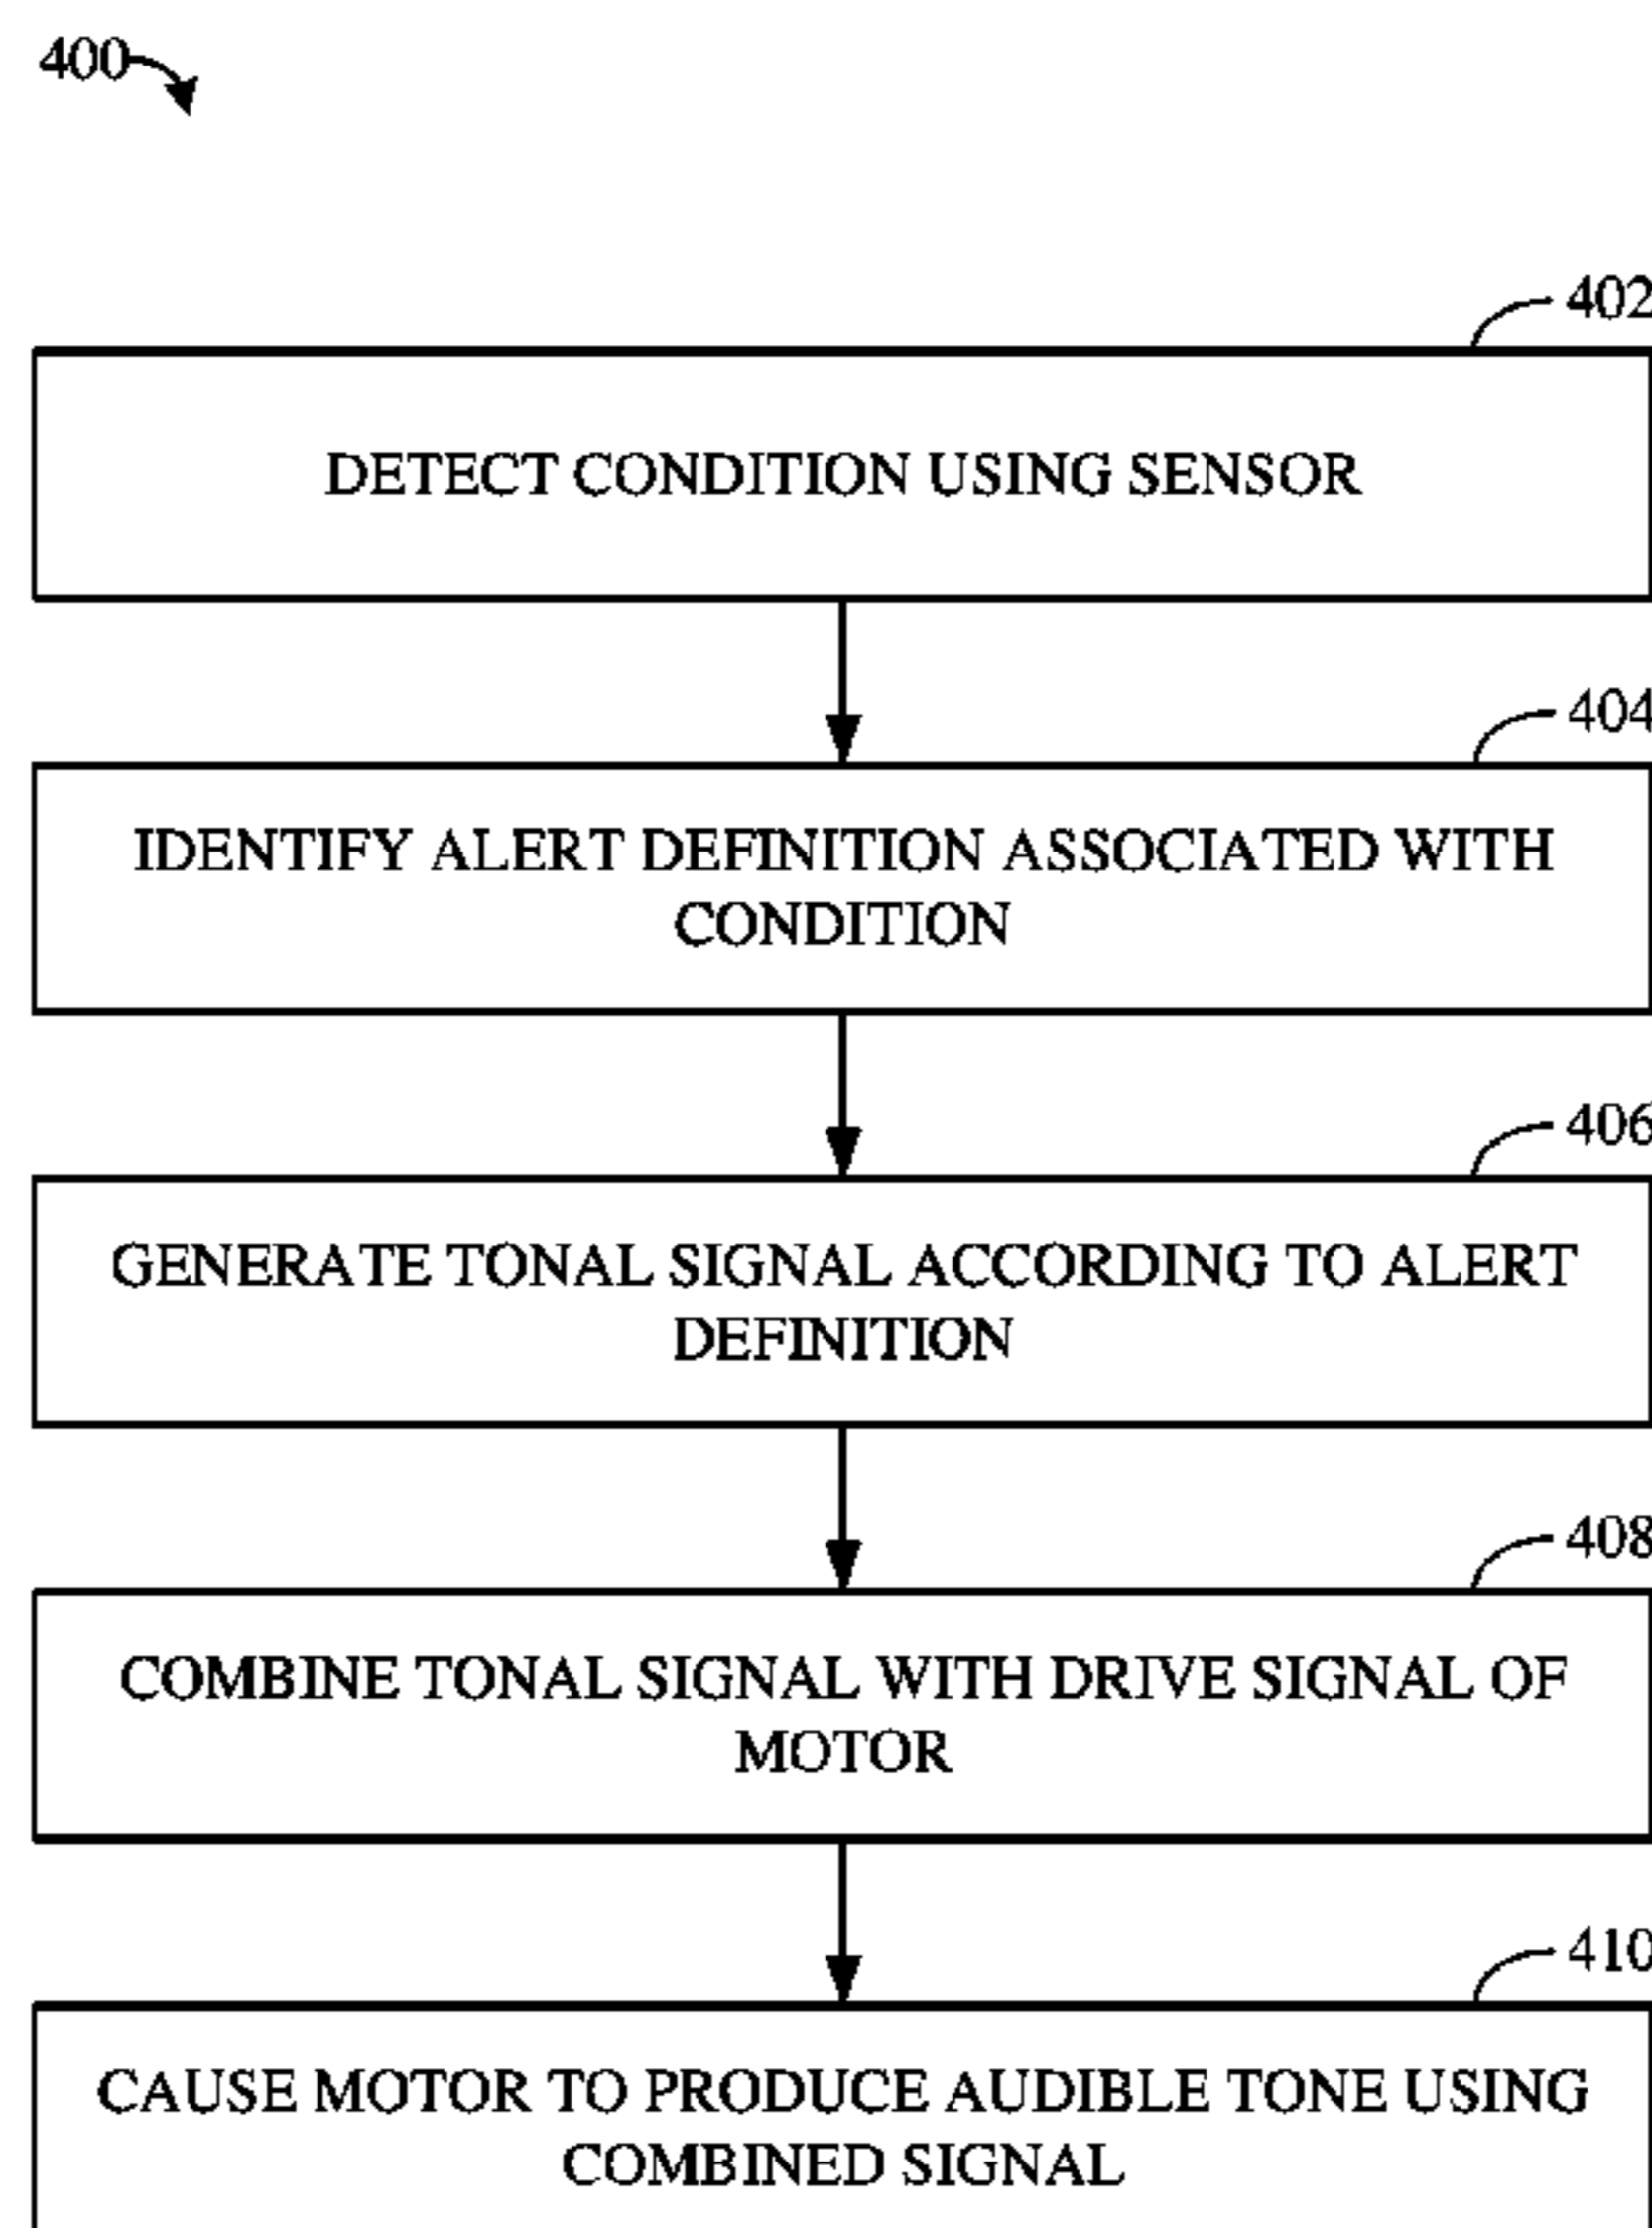 400
402
DETECT CONDITION USING SENSOR
404
IDENTIFY ALERT DEFINITION ASSOCIATED WITH
CONDITION
406
GENERATE TONAL SIGNAL ACCORDING TO ALERT
DEFINITION
408
COMBINE TONAL SIGNAL WITH DRIVE SIGNAL OF
MOTOR
410
CAUSE MOTOR TO PRODUCE AUDIBLE TONE USING
COMBINED SIGNAL